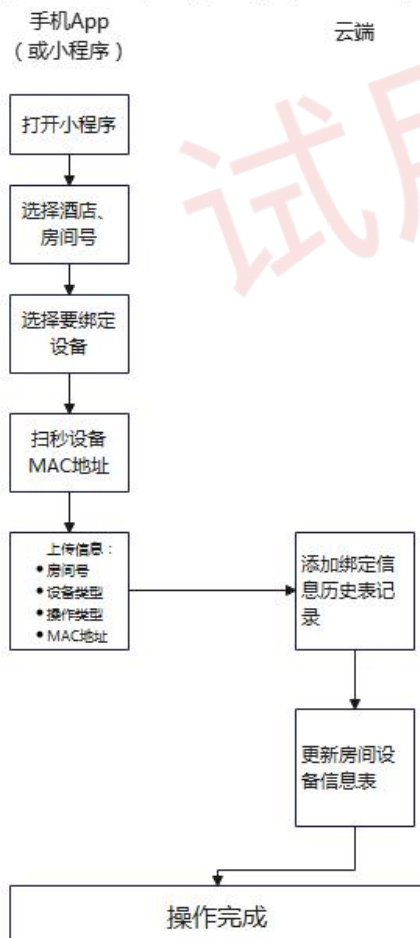 手机App
（或小程序）
云端
打开小程序
选择酒店、
房间号
选择要绑定
设备
扫秒设备
MAC地址
上传信息：
• 房间号
• 设备类型
• 操作类型
• MAC地址
添加绑定信
息历史表记
录
更新房间设
备信息表
操作完成
试用